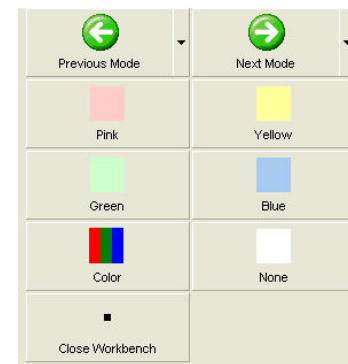 Previous Mode
Next Mode
Pink
Yellow
Green
Blue
Color
None
Close Workbench